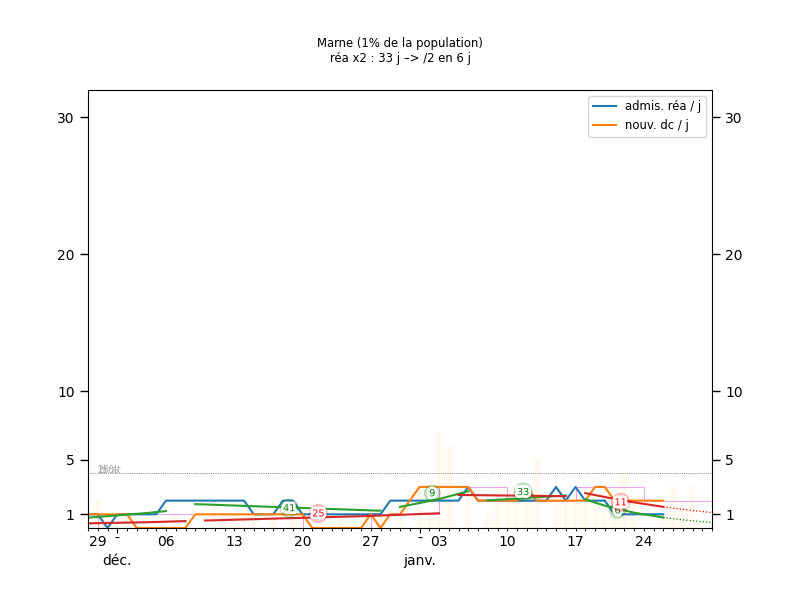 Marne (1% de la population)
réa x2 : 33 j –> /2 en 6 j
admis. réa / j
nouv. dc / j
30 30
20 20
10 10
5 5
1 1
9 33
41 25
11
6
29 - 06 13 20 27 - 03 10 17 24
déc. janv.